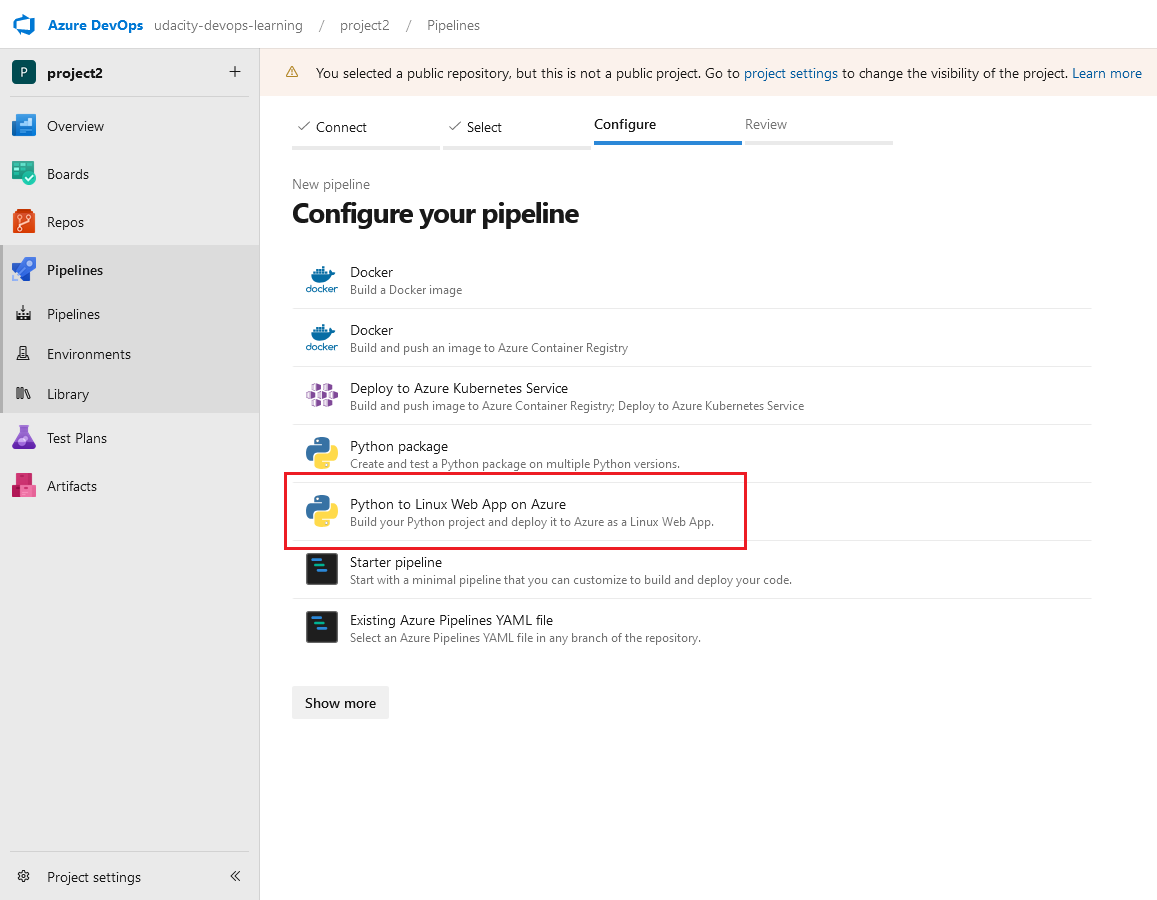 Azure DevOps udacity-devops-learning / project2 / Pipelines
P project2 +
You selected a public repository, but this is not a public project. Go to project settings to change the visibility of the project. Learn more
Overview
Boards
Repos
Pipelines
Pipelines
Environments
Library
Test Plans
Artifacts
Project settings
Connect
Select
Configure
Review
New pipeline
Configure your pipeline
docker
Docker
Build a Docker image
docker
Docker
Build and push an image to Azure Container Registry
Deploy to Azure Kubernetes Service
Build and push image to Azure Container Registry; Deploy to Azure Kubernetes Service
Python package
Create and test a Python package on multiple Python versions.
Python to Linux Web App on Azure
Build your Python project and deploy it to Azure as a Linux Web App.
Starter pipeline
Start with a minimal pipeline that you can customize to build and deploy your code.
Existing Azure Pipelines YAML file
Select an Azure Pipelines YAML file in any branch of the repository.
Show more